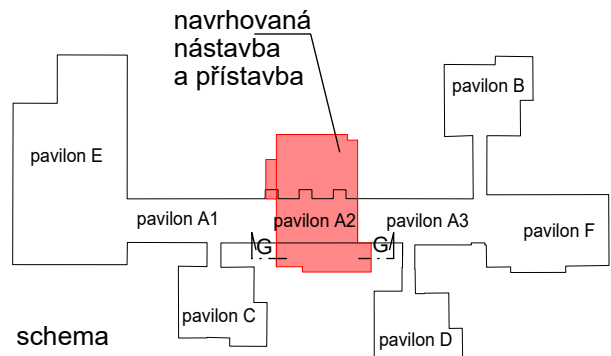 navrhovaná
nástavba
a přístavba
pavilon B
pavilon E
pavilon A1
pavilon A2
pavilon A3
pavilon F
G
G
pavilon C
pavilon D
schema